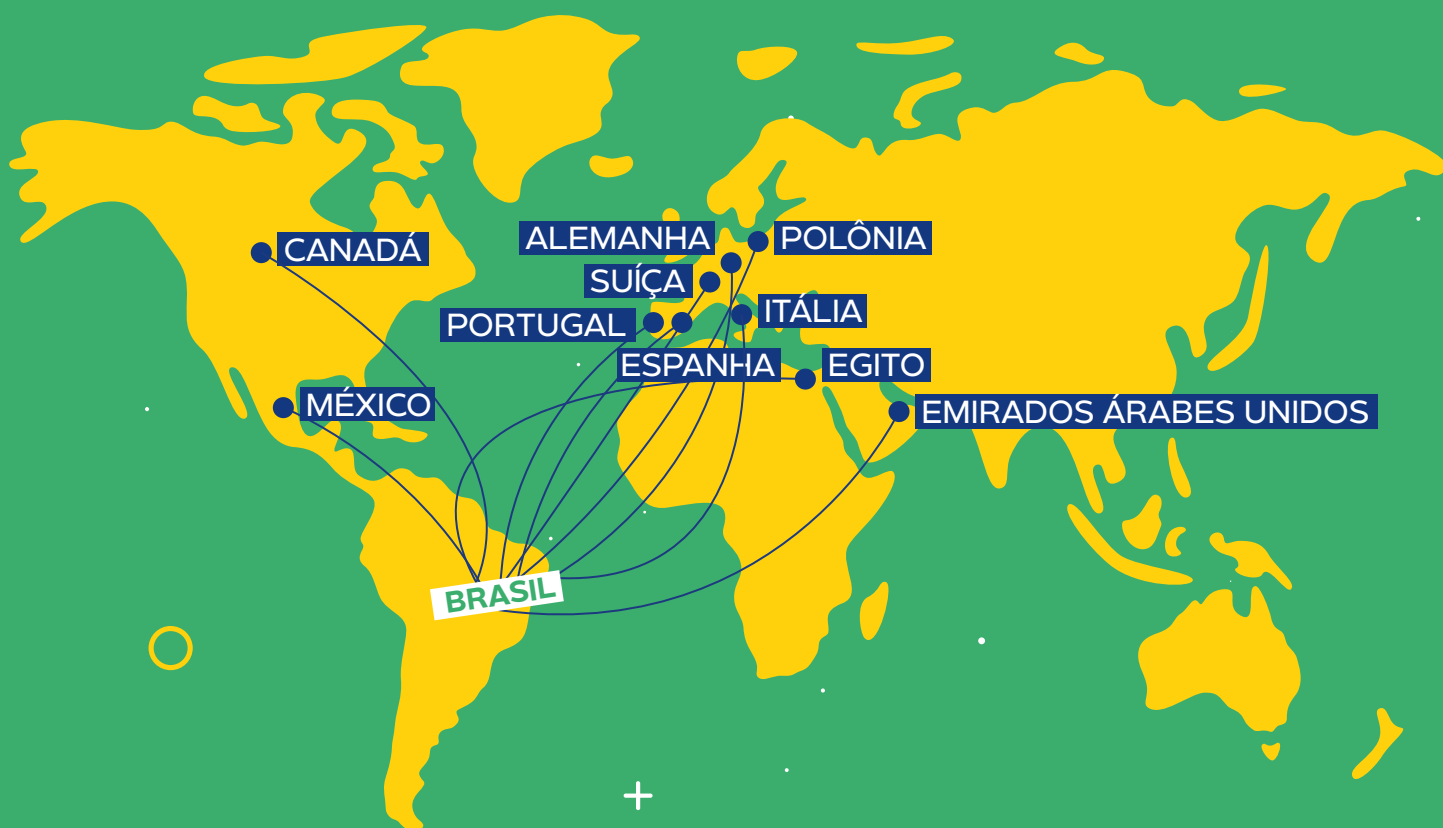 ALEMANHA
POLÔNIA
CANADÁ
SUÍÇA
ITÁLIA
PORTUGAL
ESPANHA
EGITO
MÉXICO
EMIRADOS ÁRABES UNIDOS
BRASIL